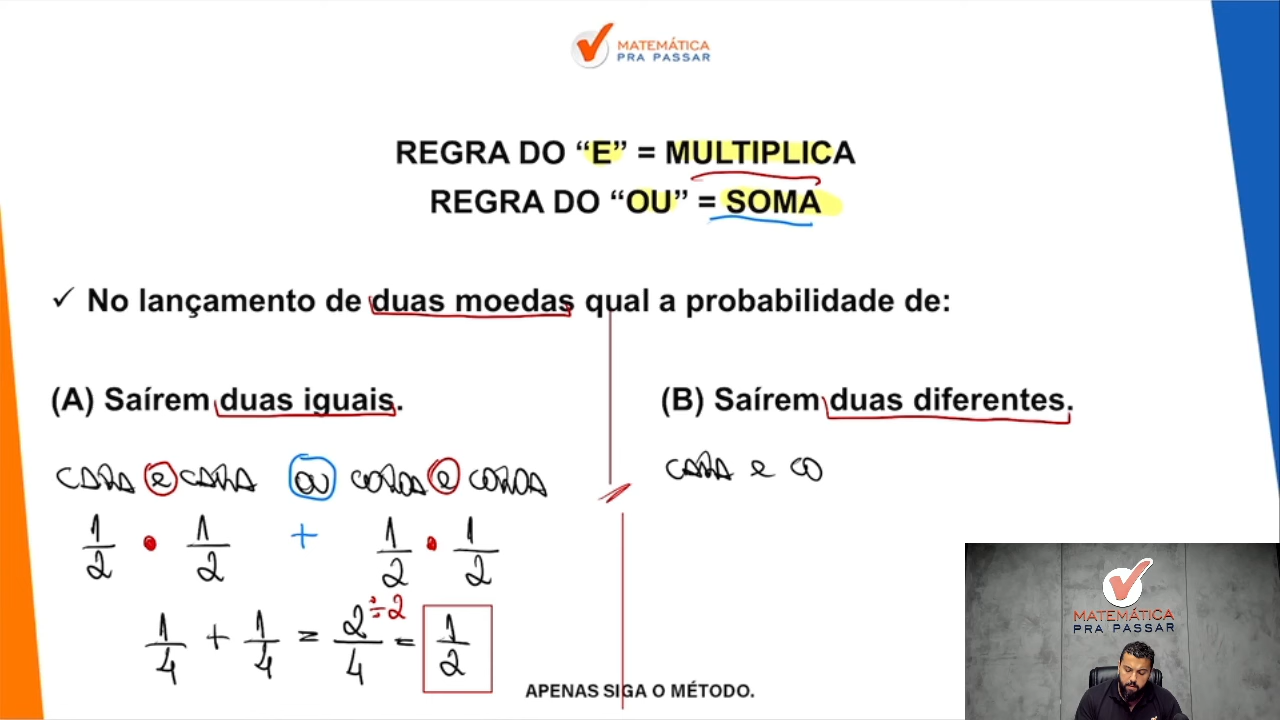 MATEMÁTICA
PRA PASSAR
REGRA DO “E” = MULTIPLICA
REGRA DO “OU” = SOMA
✓ No lançamento de duas moedas qual a probabilidade de:
(A) Saírem duas iguais.
CARA e CARA OU COROA e COROA
1/2 • 1/2 + 1/2 • 1/2
1/4 + 1/4 = 2/4 ÷2 = 1/2
(B) Saírem duas diferentes.
CARA e CO
MATEMÁTICA
PRA PASSAR
APENAS SIGA O MÉTODO.